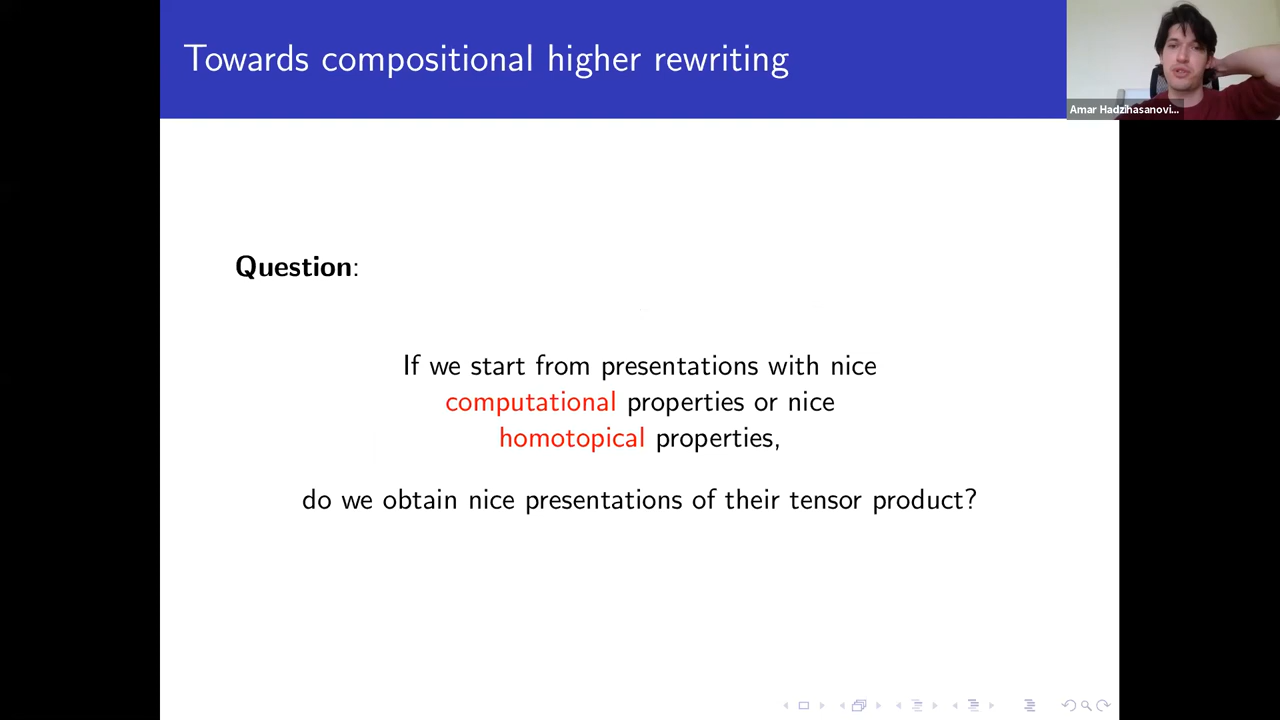 Towards compositional higher rewriting
Amar Hadzihasanovi...
Question:
If we start from presentations with nice
computational properties or nice
homotopical properties,
do we obtain nice presentations of their tensor product?